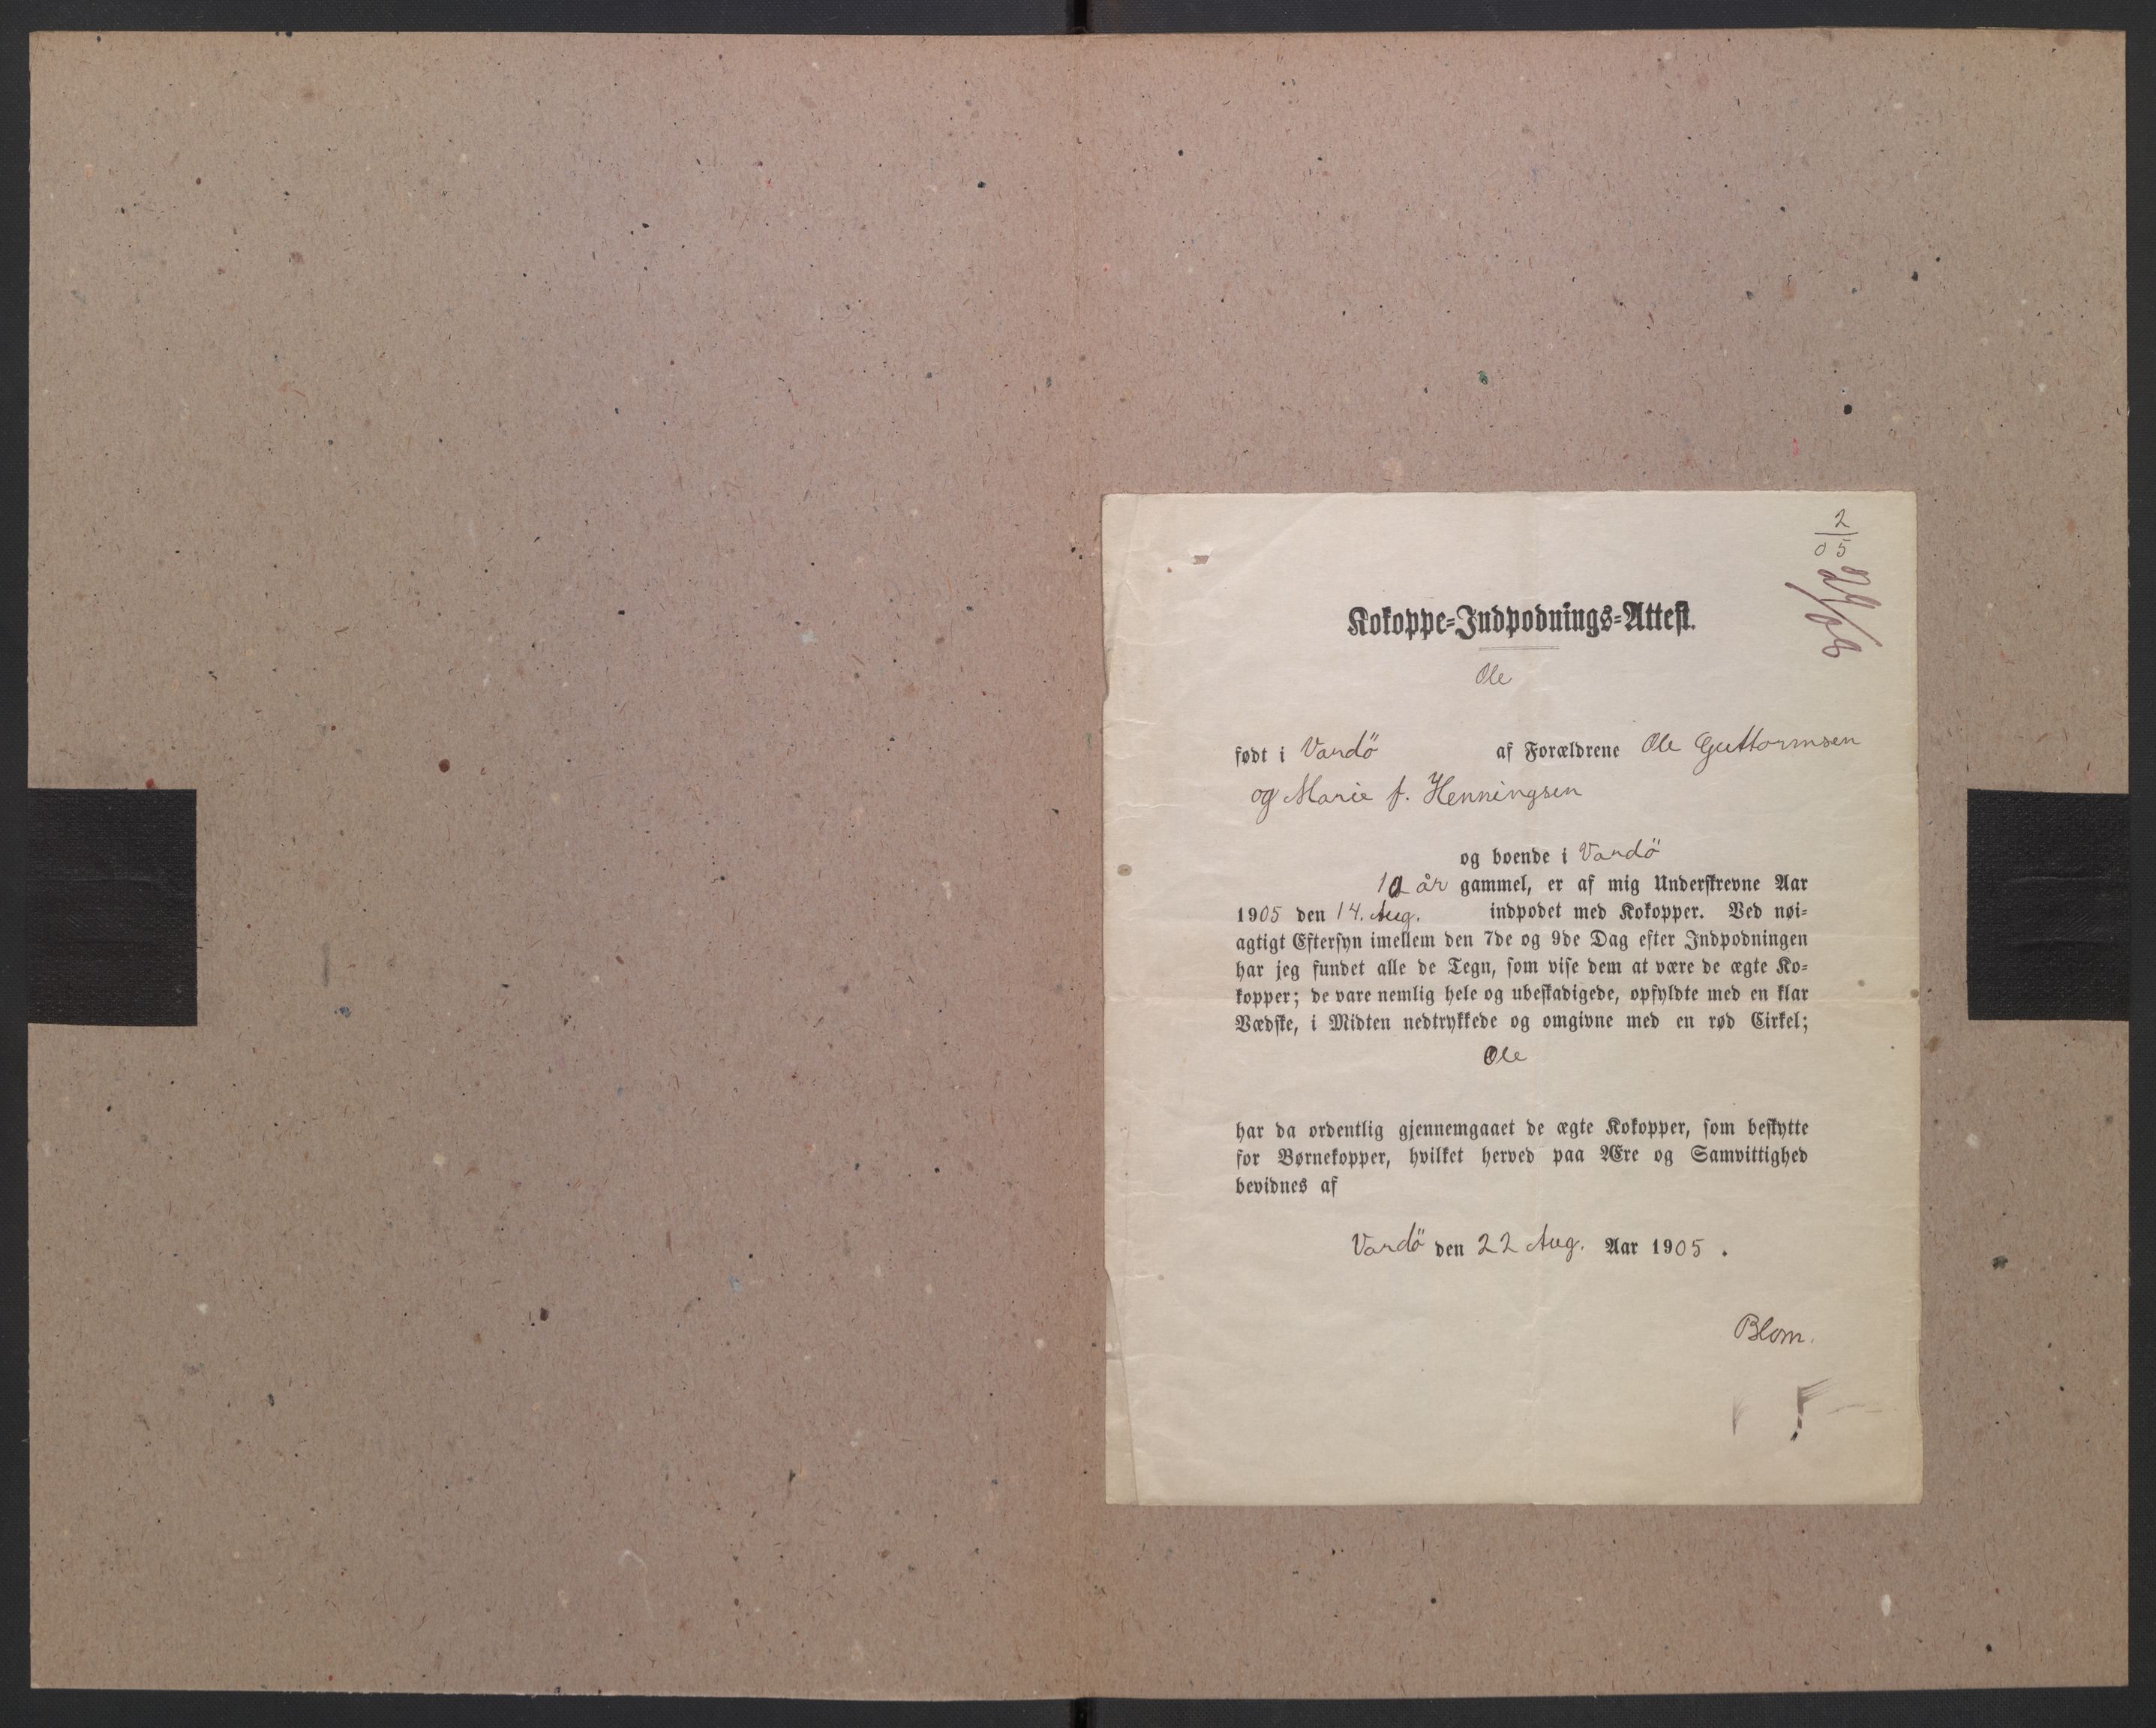 2
05
29/06
Kokoppe-Indpodnings-Attest.
Ole
født i Vardö af Forældrene Ole Guttormsen
og Marie f. Henningsen
og boende i Vardö
10 år gammel, er af mig Underskrevne Aar
1905 den 14. Aug. indpodet med Kokopper. Ved nøi-
agtigt Eftersyn imellem den 7de og 9de Dag efter Indpodningen
har jeg fundet alle de Tegn, som vise dem at være de ægte Ko-
kopper; de vare nemlig hele og ubeskadigede, opfyldte med en klar
Vædske, i Midten nedtrykkede og omgivne med en rød Cirkel;
Ole
har da ordentlig gjennemgaaet de ægte Kokopper, som beskytte
for Børnekopper, hvilket herved paa Ære og Samvittighed
bevidnes af
Vardö den 22 Aug. Aar 1905 .
Blom.